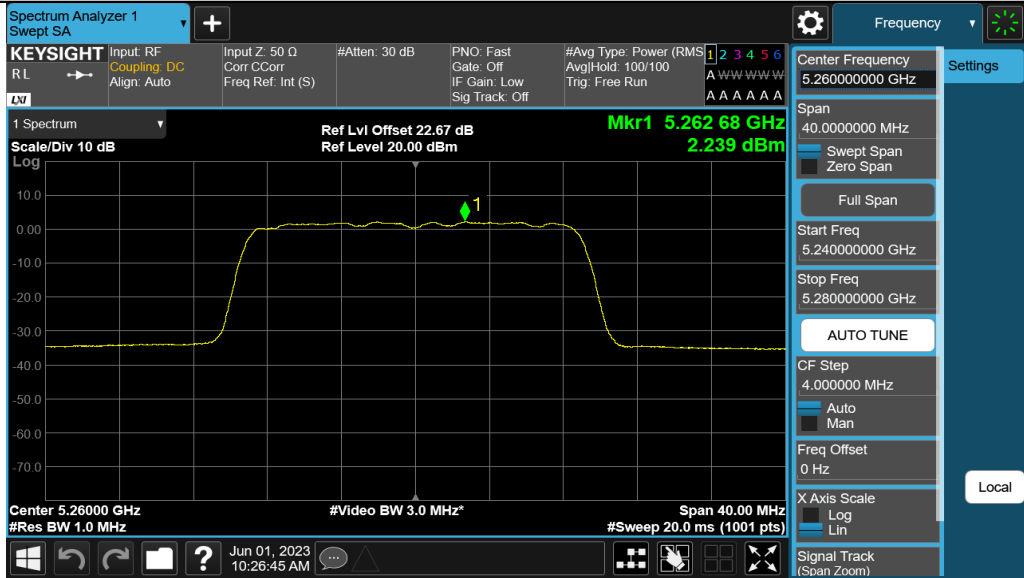 Spectrum Analyzer 1
Swept SA
+
Frequency
KEYSIGHT
R L
LXI
Input: RF
Coupling: DC
Align: Auto
Input Z: 50 Ω
Corr CCorr
Freq Ref: Int (S)
#Atten: 30 dB
PNO: Fast
Gate: Off
IF Gain: Low
Sig Track: Off
#Avg Type: Power (RMS
Avg|Hold: 100/100
Trig: Free Run
1 2 3 4 5 6
A W W W W W
A A A A A A
Center Frequency
5.260000000 GHz
Settings
Span
40.0000000 MHz
Swept Span
Zero Span
Full Span
Start Freq
5.240000000 GHz
Stop Freq
5.280000000 GHz
AUTO TUNE
CF Step
4.000000 MHz
Auto
Man
Freq Offset
0 Hz
X Axis Scale
Log
Lin
Signal Track
(Span Zoom)
Local
1 Spectrum
Scale/Div 10 dB
Log
Ref Lvl Offset 22.67 dB
Ref Level 20.00 dBm
Mkr1 5.262 68 GHz
2.239 dBm
1
10.0
0.00
-10.0
-20.0
-30.0
-40.0
-50.0
-60.0
-70.0
Center 5.26000 GHz
#Video BW 3.0 MHz*
Span 40.00 MHz
#Res BW 1.0 MHz
#Sweep 20.0 ms (1001 pts)
?
Jun 01, 2023
10:26:45 AM